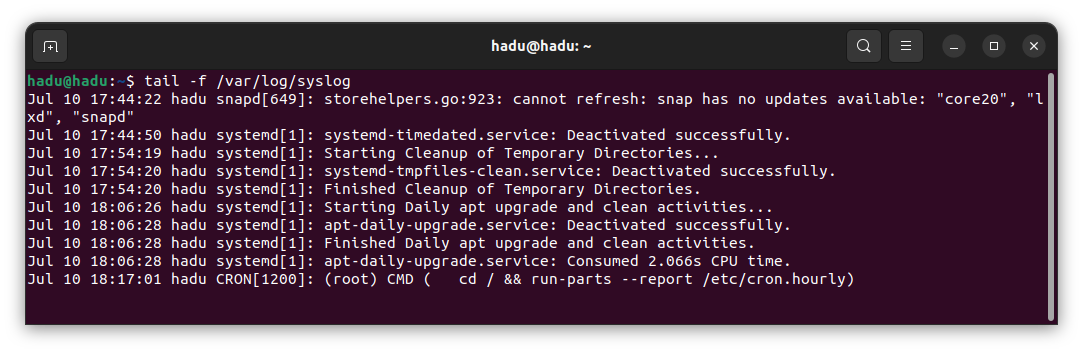 hadu@hadu: ~
hadu@hadu:~$ tail -f /var/log/syslog
Jul 10 17:44:22 hadu snapd[649]: storehelpers.go:923: cannot refresh: snap has no updates available: "core20", "l
xd", "snapd"
Jul 10 17:44:50 hadu systemd[1]: systemd-timedated.service: Deactivated successfully.
Jul 10 17:54:19 hadu systemd[1]: Starting Cleanup of Temporary Directories...
Jul 10 17:54:20 hadu systemd[1]: systemd-tmpfiles-clean.service: Deactivated successfully.
Jul 10 17:54:20 hadu systemd[1]: Finished Cleanup of Temporary Directories.
Jul 10 18:06:26 hadu systemd[1]: Starting Daily apt upgrade and clean activities...
Jul 10 18:06:28 hadu systemd[1]: apt-daily-upgrade.service: Deactivated successfully.
Jul 10 18:06:28 hadu systemd[1]: Finished Daily apt upgrade and clean activities.
Jul 10 18:06:28 hadu systemd[1]: apt-daily-upgrade.service: Consumed 2.066s CPU time.
Jul 10 18:17:01 hadu CRON[1200]: (root) CMD (   cd / && run-parts --report /etc/cron.hourly)